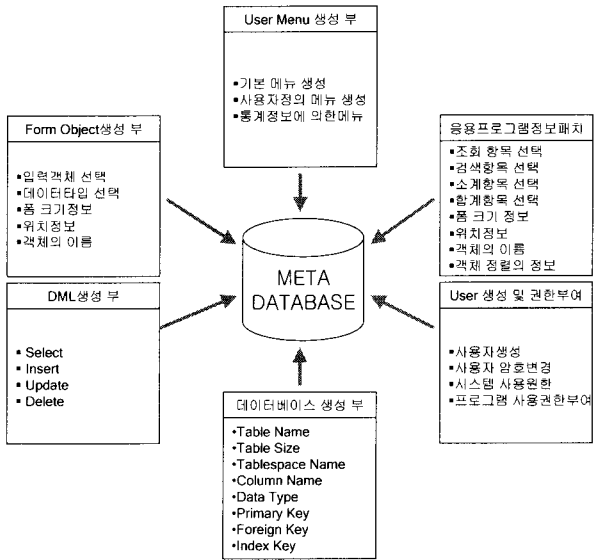 User Menu 생성 부
▪기본 메뉴 생성
▪사용자정의 메뉴 생성
▪통계정보에 의한메뉴
Form Object생성 부
▪입력객체 선택
▪데이터타입 선택
▪폼 크기정보
▪위치정보
▪객체의 이름
응용프로그램정보패치
▪조회 항목 선택
▪검색항목 선택
▪소계항목 선택
▪합계항목 선택
▪폼 크기 정보
▪위치정보
▪객체의 이름
▪객체 정렬의 정보
META
DATABASE
DML생성 부
▪ Select
▪ Insert
▪ Update
▪ Delete
User 생성 및 권한부여
▪사용자생성
▪사용자 암호변경
▪시스템 사용원환
▪프로그램 사용권한부여
데이터베이스 생성 부
•Table Name
•Table Size
•Tablespace Name
•Column Name
•Data Type
•Primary Key
•Foreign Key
•Index Key